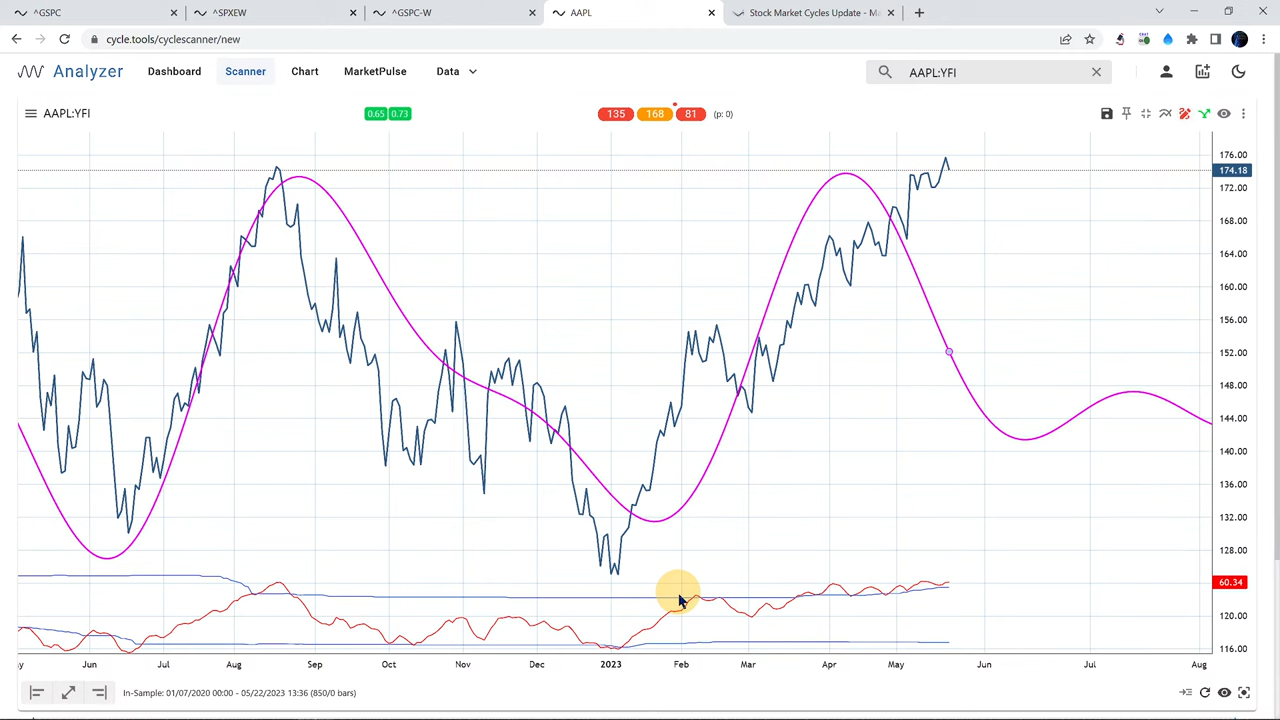 ^GSPC ^SPXEW ^GSPC-W AAPL Stock Market Cycles Update - Ma
cycle.tools/cyclescanner/new
Analyzer Dashboard Scanner Chart MarketPulse Data AAPL:YFI
AAPL:YFI 0.65 0.73 135 168 81 (p: 0)
176.00
174.18
172.00
168.00
164.00
160.00
156.00
152.00
148.00
144.00
140.00
136.00
132.00
128.00
60.34
120.00
116.00
ay Jun Jul Aug Sep Oct Nov Dec 2023 Feb Mar Apr May Jun Jul Aug
In-Sample: 01/07/2020 00:00 - 05/22/2023 13:36 (850/0 bars)